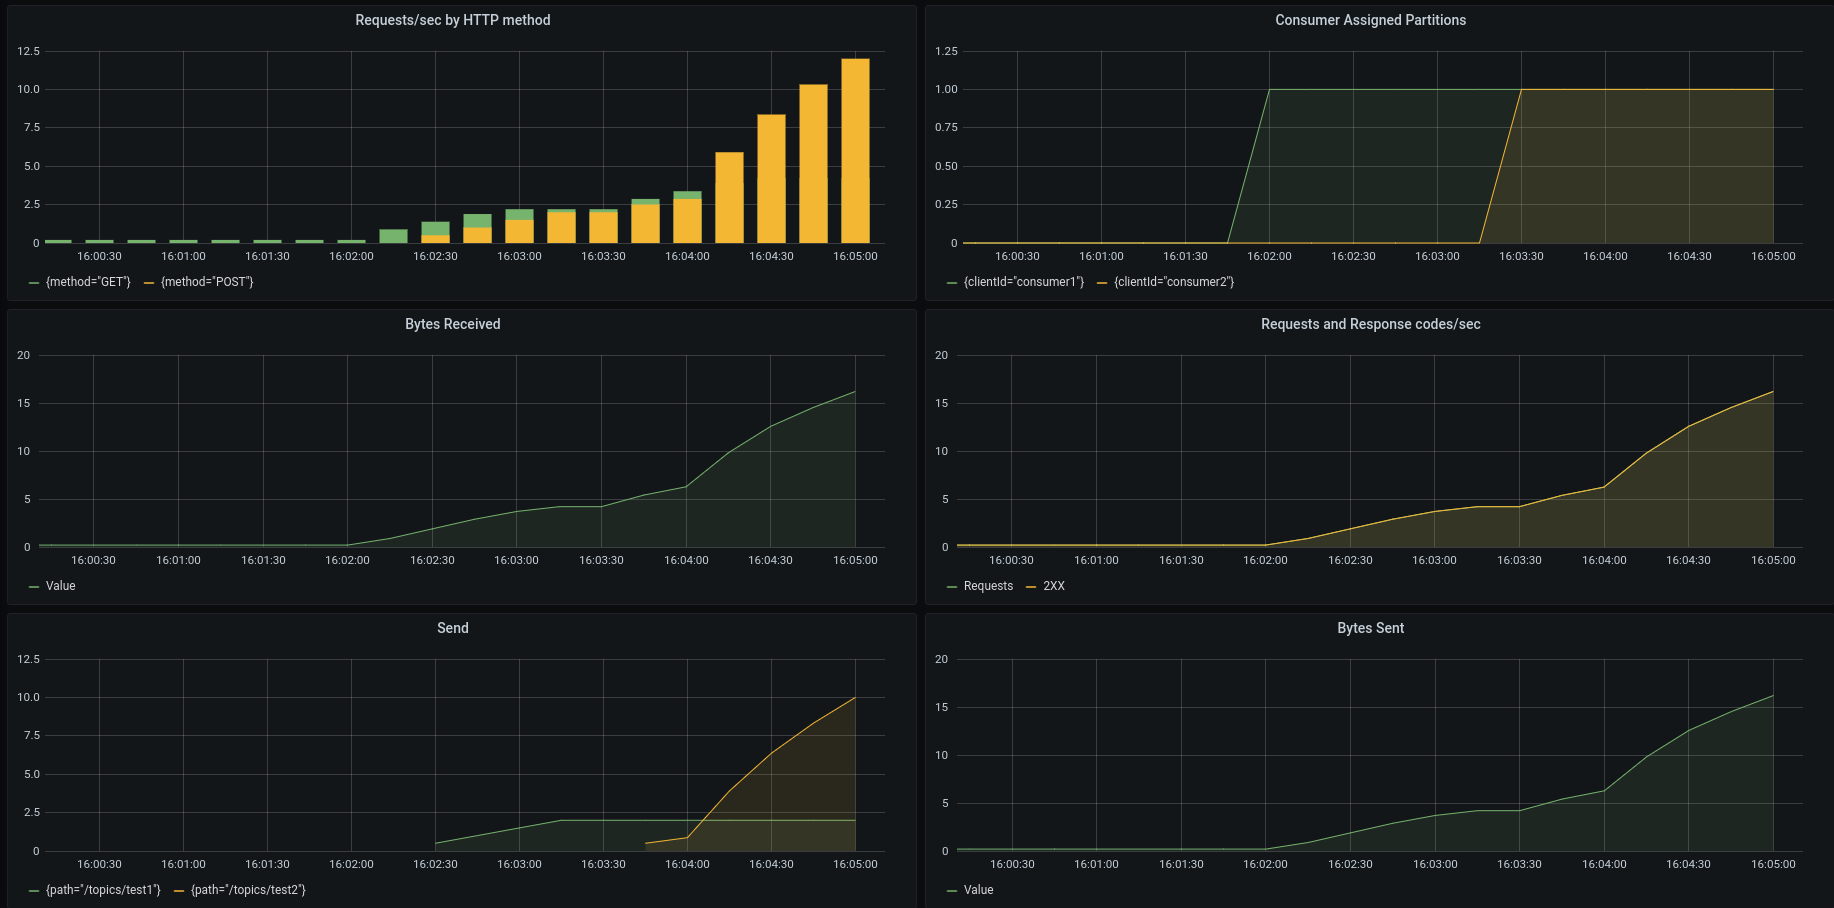 Requests/sec by HTTP method
12.5
10.0
7.5
5.0
2.5
0
16:00:30 16:01:00 16:01:30 16:02:00 16:02:30 16:03:00 16:03:30 16:04:00 16:04:30 16:05:00
{method="GET"} {method="POST"}
Consumer Assigned Partitions
1.25
1.00
0.75
0.50
0.25
0
16:00:30 16:01:00 16:01:30 16:02:00 16:02:30 16:03:00 16:03:30 16:04:00 16:04:30 16:05:00
{clientId="consumer1"} {clientId="consumer2"}
Bytes Received
20
15
10
5
0
16:00:30 16:01:00 16:01:30 16:02:00 16:02:30 16:03:00 16:03:30 16:04:00 16:04:30 16:05:00
Value
Requests and Response codes/sec
20
15
10
5
0
16:00:30 16:01:00 16:01:30 16:02:00 16:02:30 16:03:00 16:03:30 16:04:00 16:04:30 16:05:00
Requests 2XX
Send
12.5
10.0
7.5
5.0
2.5
0
16:00:30 16:01:00 16:01:30 16:02:00 16:02:30 16:03:00 16:03:30 16:04:00 16:04:30 16:05:00
{path="/topics/test1"} {path="/topics/test2"}
Bytes Sent
20
15
10
5
0
16:00:30 16:01:00 16:01:30 16:02:00 16:02:30 16:03:00 16:03:30 16:04:00 16:04:30 16:05:00
Value